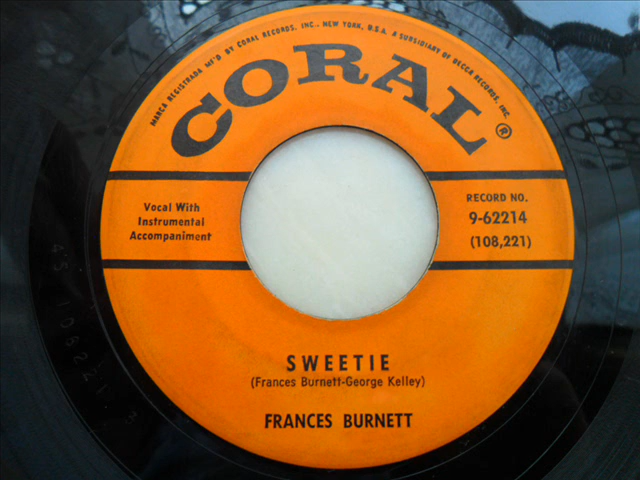 MARCA REGISTRADA MF'D BY CORAL RECORDS, INC., NEW YORK, U.S.A. A SUBSIDIARY OF DECCA RECORDS, INC.
CORAL®
Vocal With
Instrumental
Accompaniment
RECORD NO.
9-62214
(108,221)
SWEETIE
(Frances Burnett-George Kelley)
FRANCES BURNETT